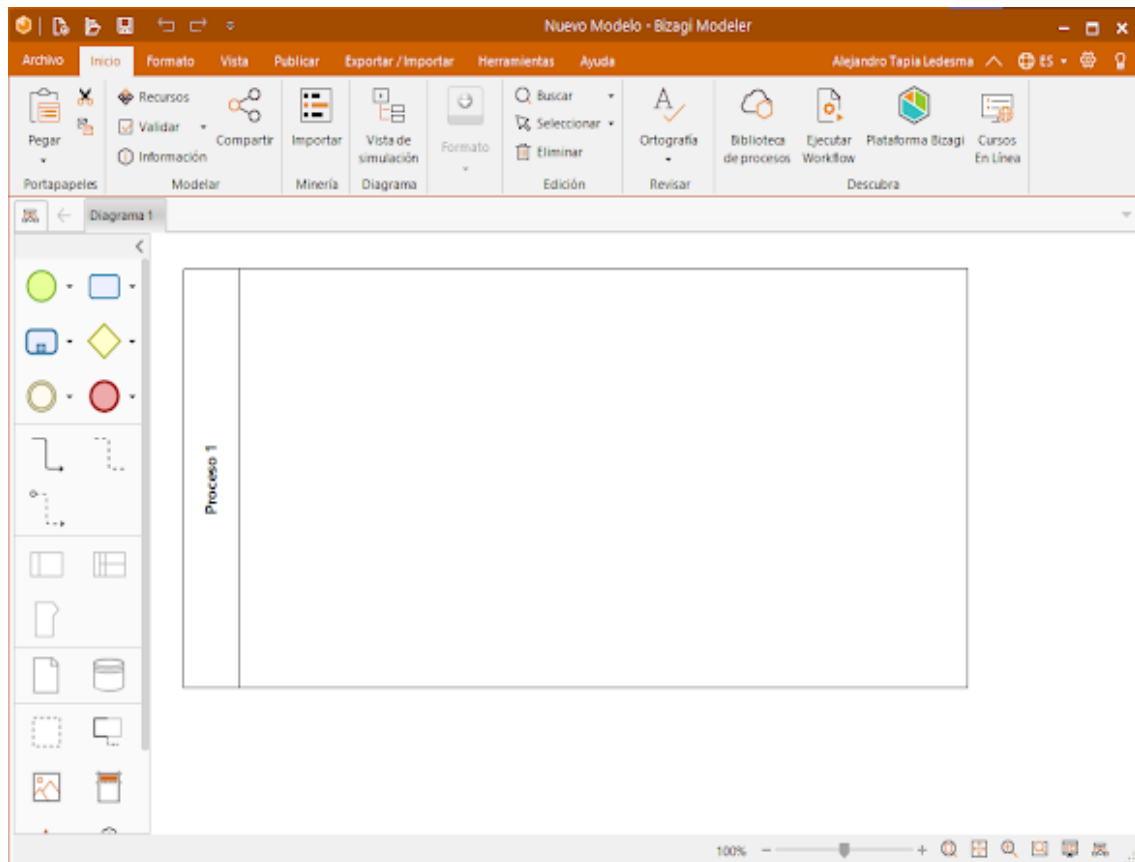 Nuevo Modelo - Bizagi Modeler
Archivo Inicio Formato Vista Publicar Exportar / Importar Herramientas Ayuda Alejandro Tapia Ledesma ES
Recursos Buscar
Validar Seleccionar
Pegar Compartir Importar Vista de simulación Formato Ortografía Biblioteca de procesos Ejecutar Workflow Plataforma Bizagi Cursos En Línea
Información Eliminar
Portapapeles Modelar Minería Diagrama Edición Revisar Descubra
Diagrama 1
Proceso 1
100%